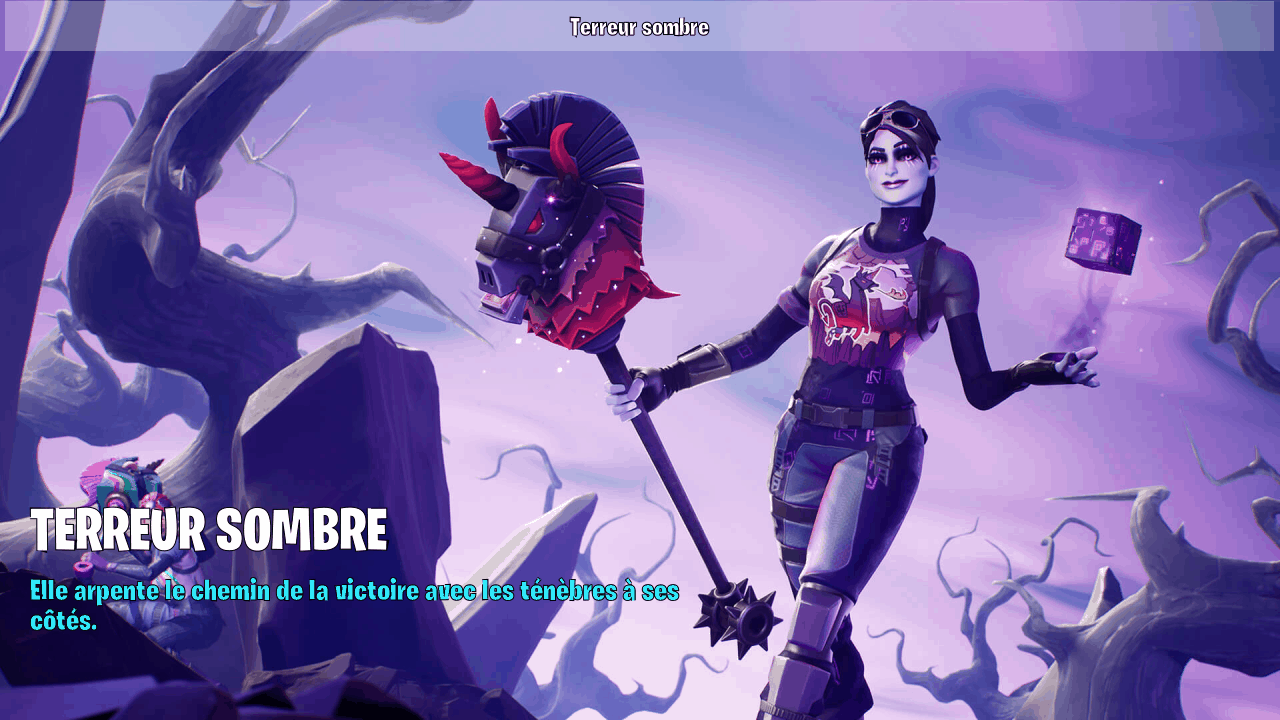 Terreur sombre
TERREUR SOMBRE
Elle arpente le chemin de la victoire avec les ténèbres à ses
côtés.